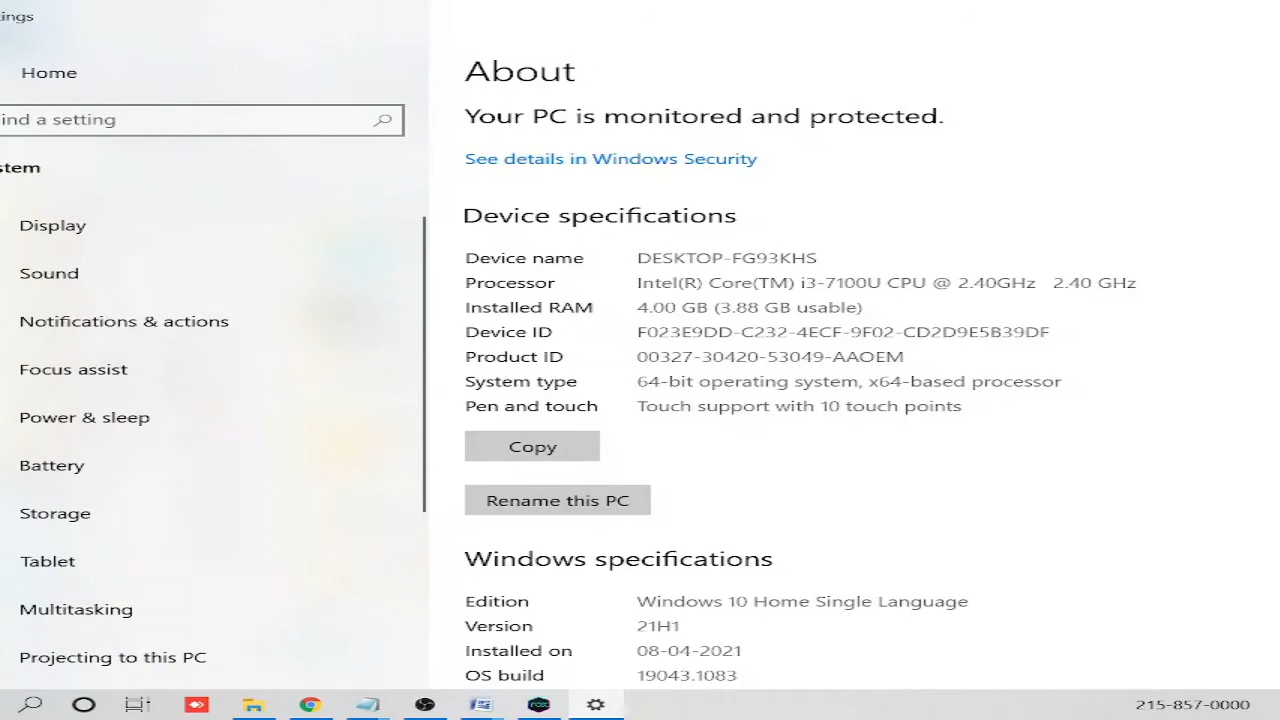 ings
Home
ind a setting
stem
Display
Sound
Notifications & actions
Focus assist
Power & sleep
Battery
Storage
Tablet
Multitasking
Projecting to this PC
About
Your PC is monitored and protected.
See details in Windows Security
Device specifications
Device name DESKTOP-FG93KHS
Processor Intel(R) Core(TM) i3-7100U CPU @ 2.40GHz 2.40 GHz
Installed RAM 4.00 GB (3.88 GB usable)
Device ID F023E9DD-C232-4ECF-9F02-CD2D9E5B39DF
Product ID 00327-30420-53049-AAOEM
System type 64-bit operating system, x64-based processor
Pen and touch Touch support with 10 touch points
Copy
Rename this PC
Windows specifications
Edition Windows 10 Home Single Language
Version 21H1
Installed on 08-04-2021
OS build 19043.1083
nox
215-857-0000